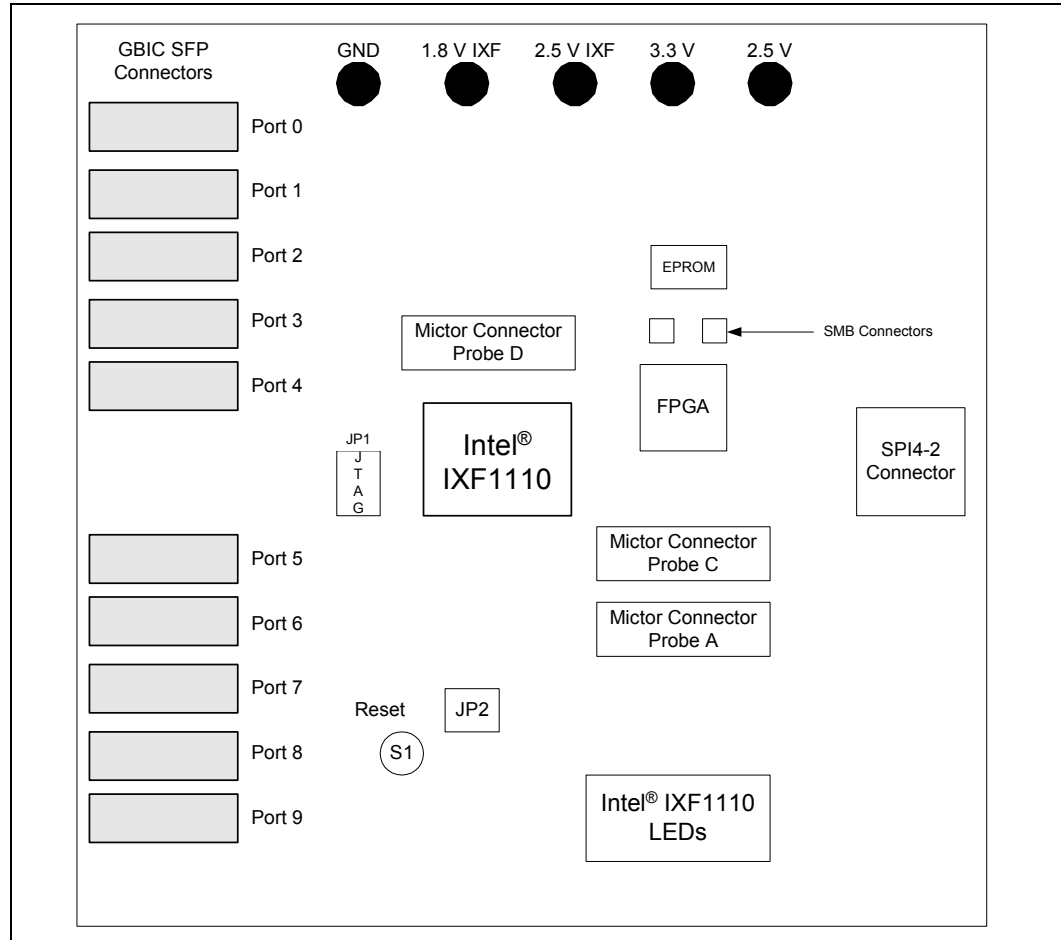 GBIC SFP
Connectors
GND
1.8 V IXF
2.5 V IXF
3.3 V
2.5 V
Port 0
Port 1
Port 2
Port 3
Port 4
EPROM
SMB Connectors
Mictor Connector
Probe D
FPGA
Intel®
IXF1110
JP1
J
T
A
G
SPI4-2
Connector
Mictor Connector
Probe C
Port 5
Mictor Connector
Probe A
Port 6
Port 7
Reset
JP2
S1
Port 8
Port 9
Intel® IXF1110
LEDs